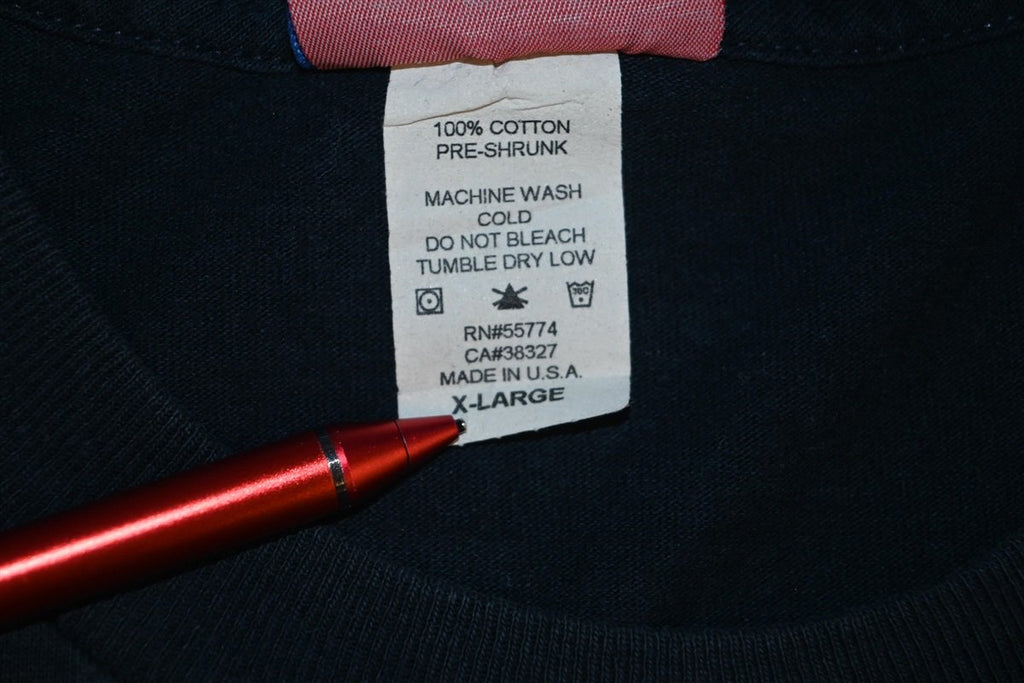 100% COTTON
PRE-SHRUNK
MACHINE WASH
COLD
DO NOT BLEACH
TUMBLE DRY LOW
30C
RN#55774
CA#38327
MADE IN U.S.A.
X-LARGE